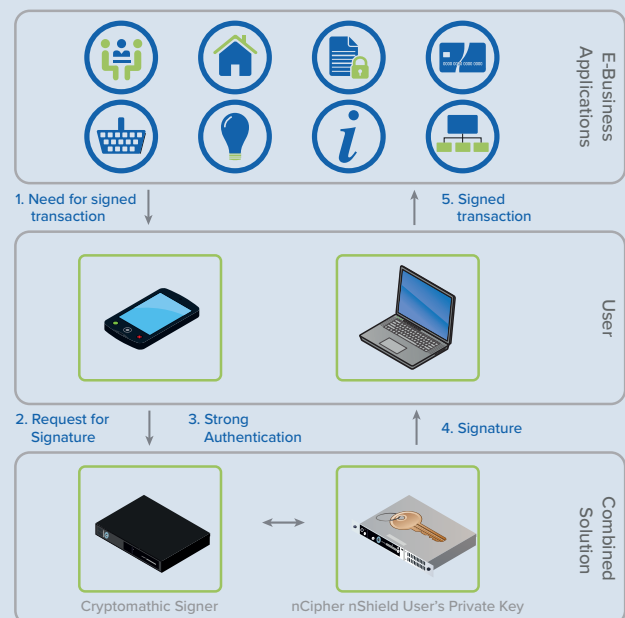 E-Business
Applications
1. Need for signed
transaction
5. Signed
transaction
User
2. Request for
Signature
3. Strong
Authentication
4. Signature
Combined
Solution
Cryptomathic Signer
nCipher nShield User's Private Key